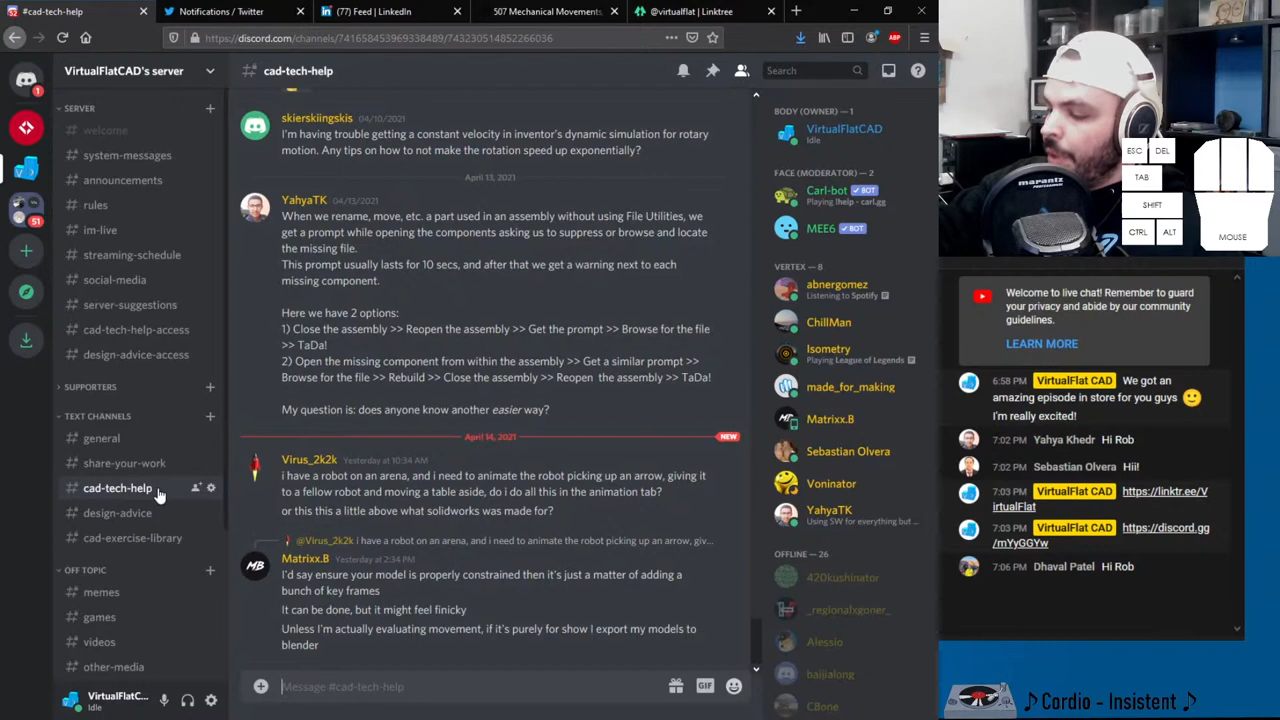 #cad-tech-help
Notifications / Twitter
(77) Feed | LinkedIn
507 Mechanical Movements,
@virtualflat | Linktree
https://discord.com/channels/741658453969338489/743230514852266036
ABP
VirtualFlatCAD's server
cad-tech-help
Search
1
51
SERVER
welcome
system-messages
announcements
rules
im-live
streaming-schedule
social-media
server-suggestions
cad-tech-help-access
design-advice-access
SUPPORTERS
TEXT CHANNELS
general
share-your-work
cad-tech-help
design-advice
cad-exercise-library
OFF TOPIC
memes
games
videos
other-media
VirtualFlatC...
Idle
skierskiingskis 04/10/2021
I'm having trouble getting a constant velocity in inventor's dynamic simulation for rotary
motion. Any tips on how to not make the rotation speed up exponentially?
April 13, 2021
YahyaTK 04/13/2021
When we rename, move, etc. a part used in an assembly without using File Utilities, we
get a prompt while opening the components asking us to suppress or browse and locate
the missing file.
This prompt usually lasts for 10 secs, and after that we get a warning next to each
missing component.
Here we have 2 options:
1) Close the assembly >> Reopen the assembly >> Get the prompt >> Browse for the file
>> TaDa!
2) Open the missing component from within the assembly >> Get a similar prompt >>
Browse for the file >> Rebuild >> Close the assembly >> Reopen the assembly >> TaDa!
My question is: does anyone know another easier way?
April 14, 2021
NEW
Virus_2k2k Yesterday at 10:34 AM
i have a robot on an arena, and i need to animate the robot picking up an arrow, giving it
to a fellow robot and moving a table aside, do i do all this in the animation tab?
or this this a little above what solidworks was made for?
@Virus_2k2k i have a robot on an arena, and i need to animate the robot picking up an arrow, giv...
MB
Matrixx.B Yesterday at 2:34 PM
I'd say ensure your model is properly constrained then it's just a matter of adding a
bunch of key frames
It can be done, but it might feel finicky
Unless I'm actually evaluating movement, if it's purely for show I export my models to
blender
Message #cad-tech-help
GIF
BODY (OWNER) — 1
VirtualFlatCAD
Idle
FACE (MODERATOR) — 2
Carl-bot BOT
Playing !help - carl.gg
MEE6 BOT
VERTEX — 8
abnergomez
Listening to Spotify
ChillMan
Isometry
Playing League of Legends
made_for_making
Matrixx.B
Sebastian Olvera
Voninator
YahyaTK
Using SW for everything but ...
OFFLINE — 26
420kushinator
_regionalxgoner_
Alessio
baijialong
CBone
marantz
PROFESSIONAL
ESC
DEL
TAB
SHIFT
CTRL
ALT
MOUSE
Welcome to live chat! Remember to guard
your privacy and abide by our community
guidelines.
LEARN MORE
6:58 PM VirtualFlat CAD We got an
amazing episode in store for you guys
I'm really excited!
7:02 PM Yahya Khedr Hi Rob
7:02 PM Sebastian Olvera Hii!
7:03 PM VirtualFlat CAD https://linktr.ee/V
irtualFlat
7:03 PM VirtualFlat CAD https://discord.gg
/mYyGGYw
7:06 PM Dhaval Patel Hi Rob
♪ Cordio - Insistent ♪